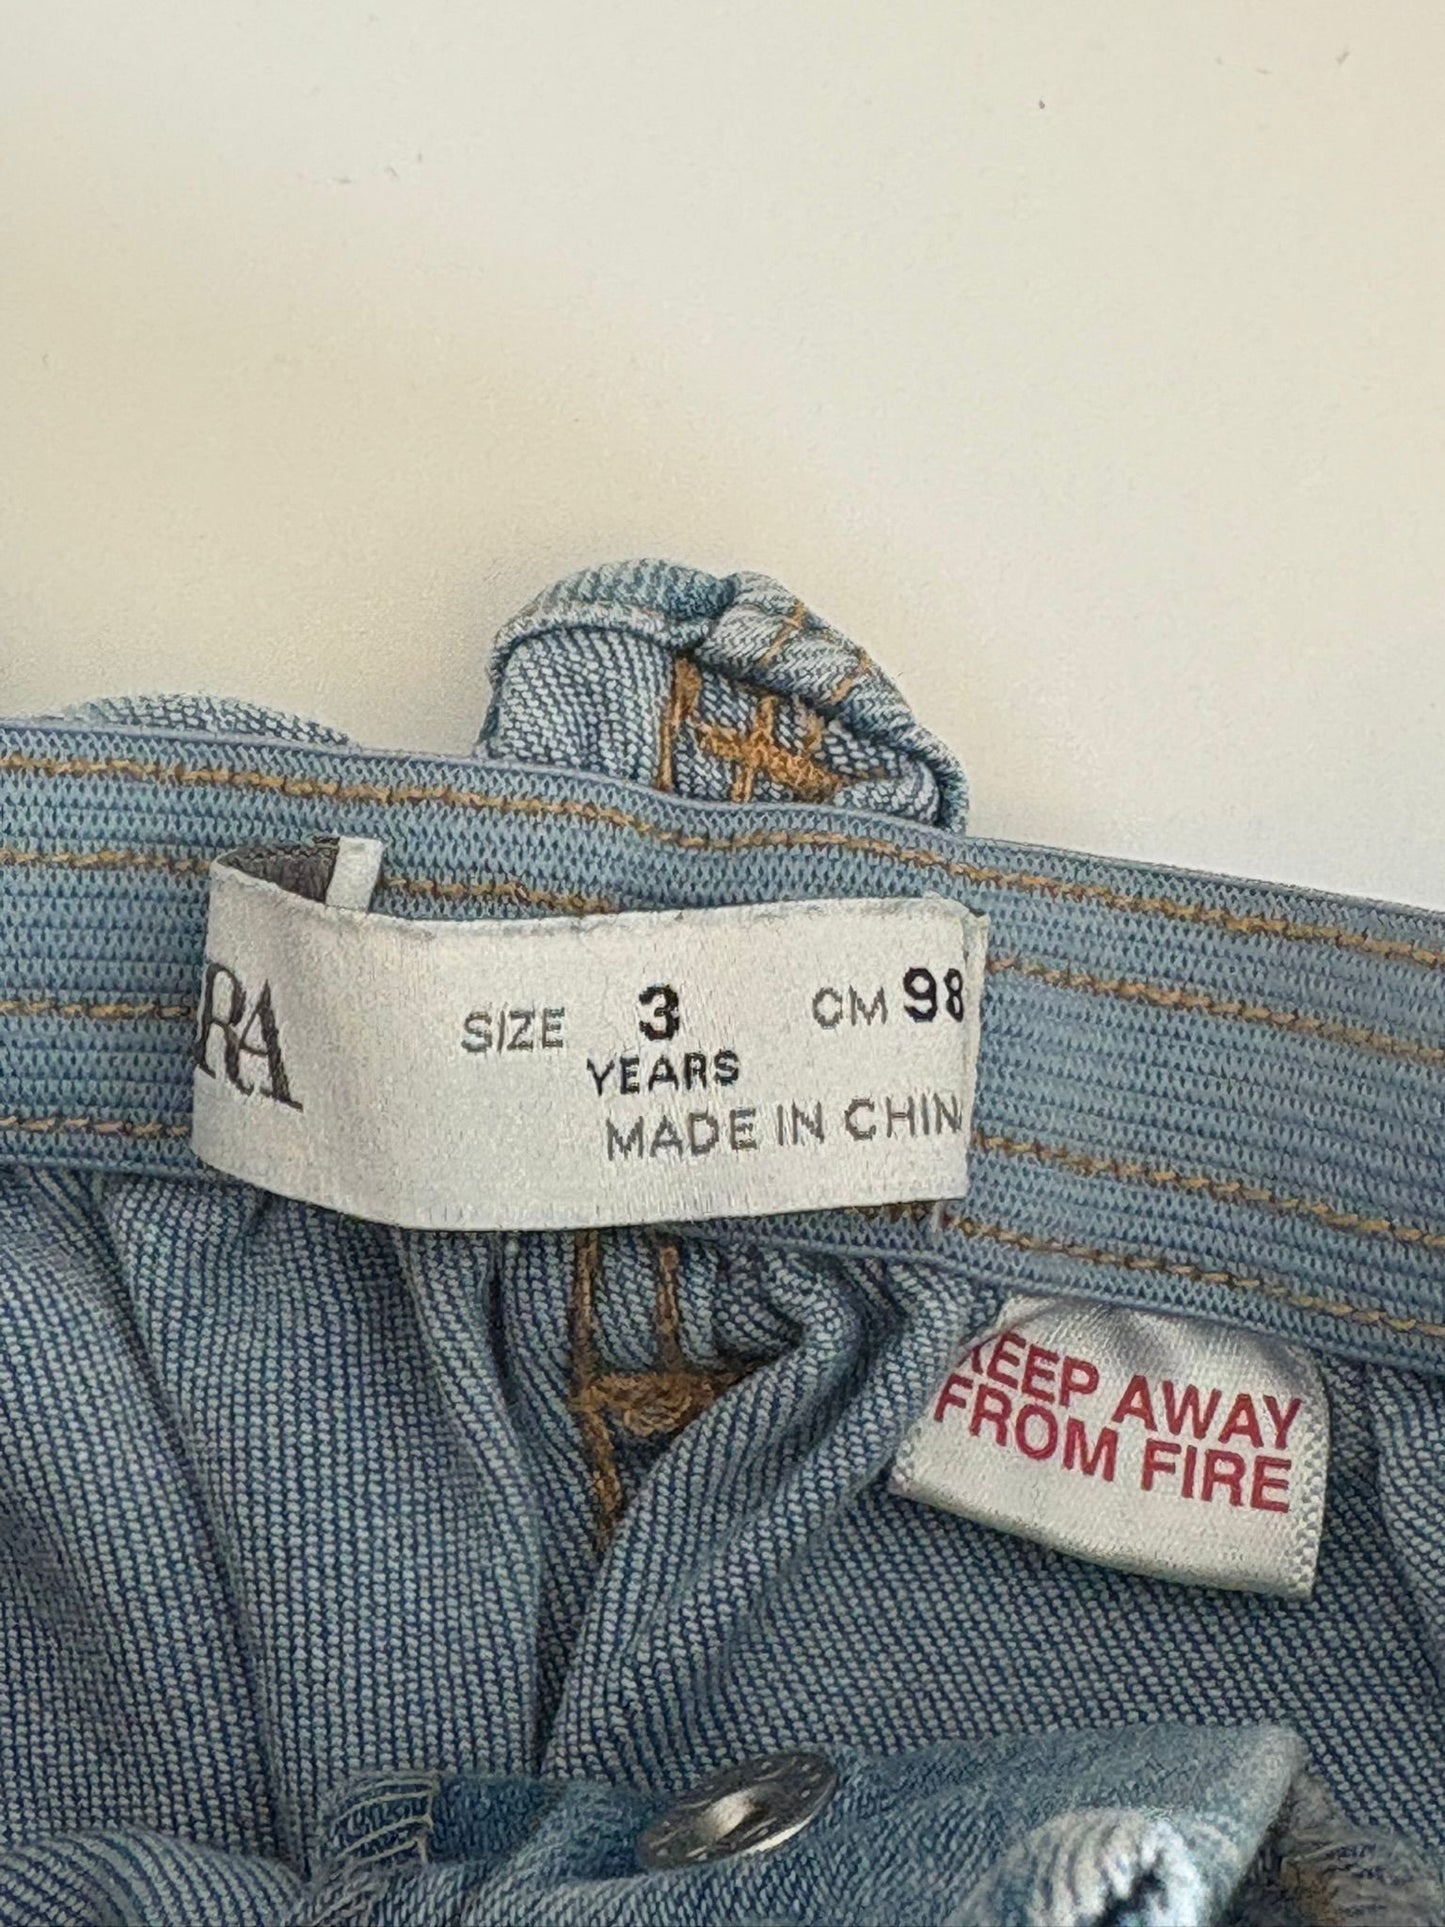 RA
SIZE 3 CM 98
YEARS
MADE IN CHIN
KEEP AWAY
FROM FIRE